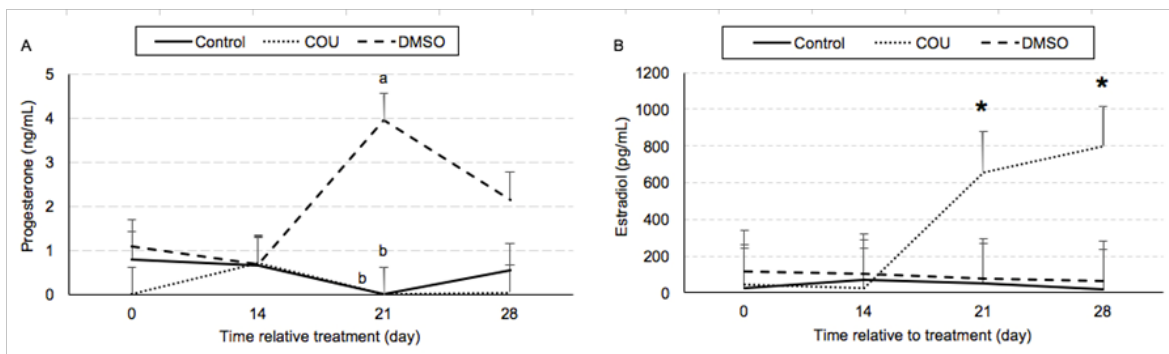 A
Control COU DMSO
Progesterone (ng/mL)
5
4
3
2
1
0
a
b
b
0 14 21 28
Time relative treatment (day)
B
Control COU DMSO
Estradiol (pg/mL)
1200
1000
800
600
400
200
0
*
*
0 14 21 28
Time relative to treatment (day)